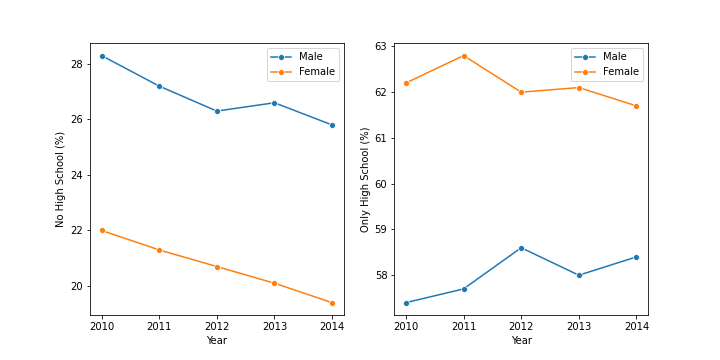 No High School (%)
28
26
24
22
20
Male
Female
2010 2011 2012 2013 2014
Year
Only High School (%)
63
62
61
60
59
58
Male
Female
2010 2011 2012 2013 2014
Year